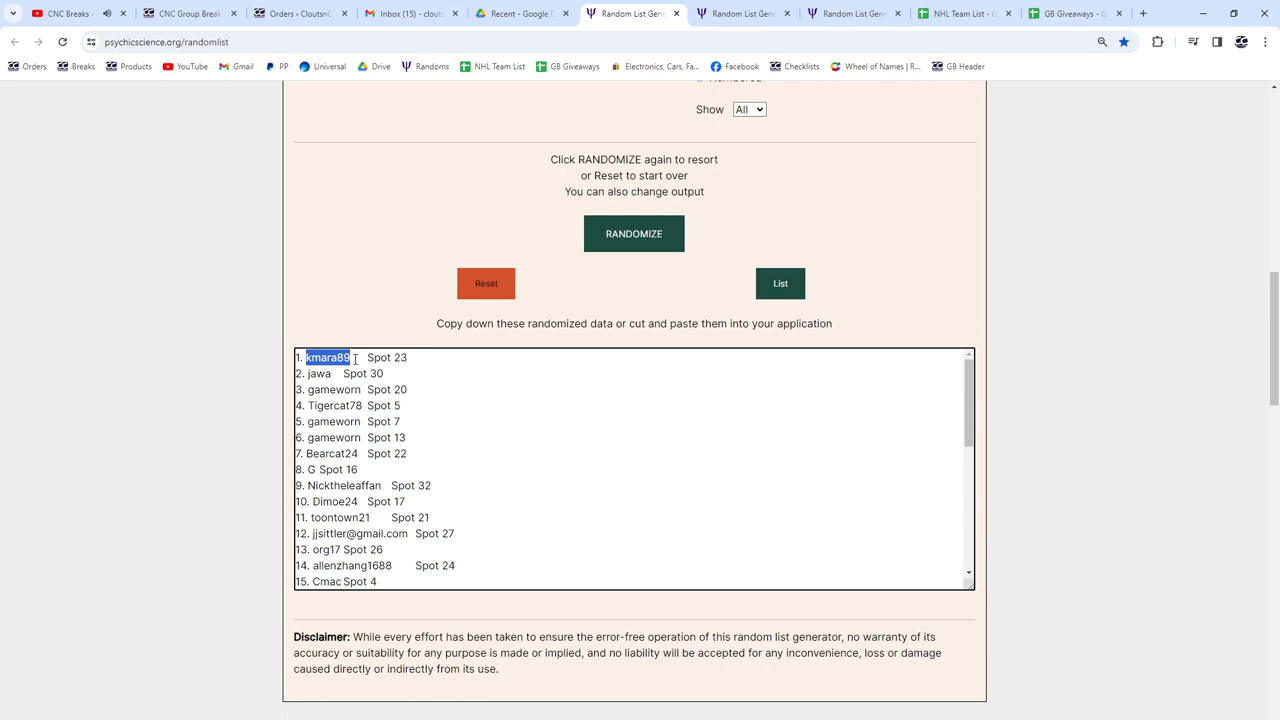 CNC Breaks
CNC Group Break
Orders · CloutsnC
Inbox (15) - clout
Recent - Google D
Random List Gene
Random List Gene
Random List Gene
NHL Team List - G
GB Giveaways - G
psychicscience.org/randomlist
Orders
Breaks
Products
YouTube
Gmail
PP
Universal
Drive
Randoms
NHL Team List
GB Giveaways
Electronics, Cars, Fa...
Facebook
Checklists
Wheel of Names | R...
GB Header
Numbered
Show All
Click RANDOMIZE again to resort
or Reset to start over
You can also change output
RANDOMIZE
Reset
List
Copy down these randomized data or cut and paste them into your application
1. kmara89 Spot 23
2. jawa Spot 30
3. gameworn Spot 20
4. Tigercat78 Spot 5
5. gameworn Spot 7
6. gameworn Spot 13
7. Bearcat24 Spot 22
8. G Spot 16
9. Nicktheleaffan Spot 32
10. Dimoe24 Spot 17
11. toontown21 Spot 21
12. jjsittler@gmail.com Spot 27
13. org17 Spot 26
14. allenzhang1688 Spot 24
15. Cmac Spot 4
Disclaimer: While every effort has been taken to ensure the error-free operation of this random list generator, no warranty of its
accuracy or suitability for any purpose is made or implied, and no liability will be accepted for any inconvenience, loss or damage
caused directly or indirectly from its use.